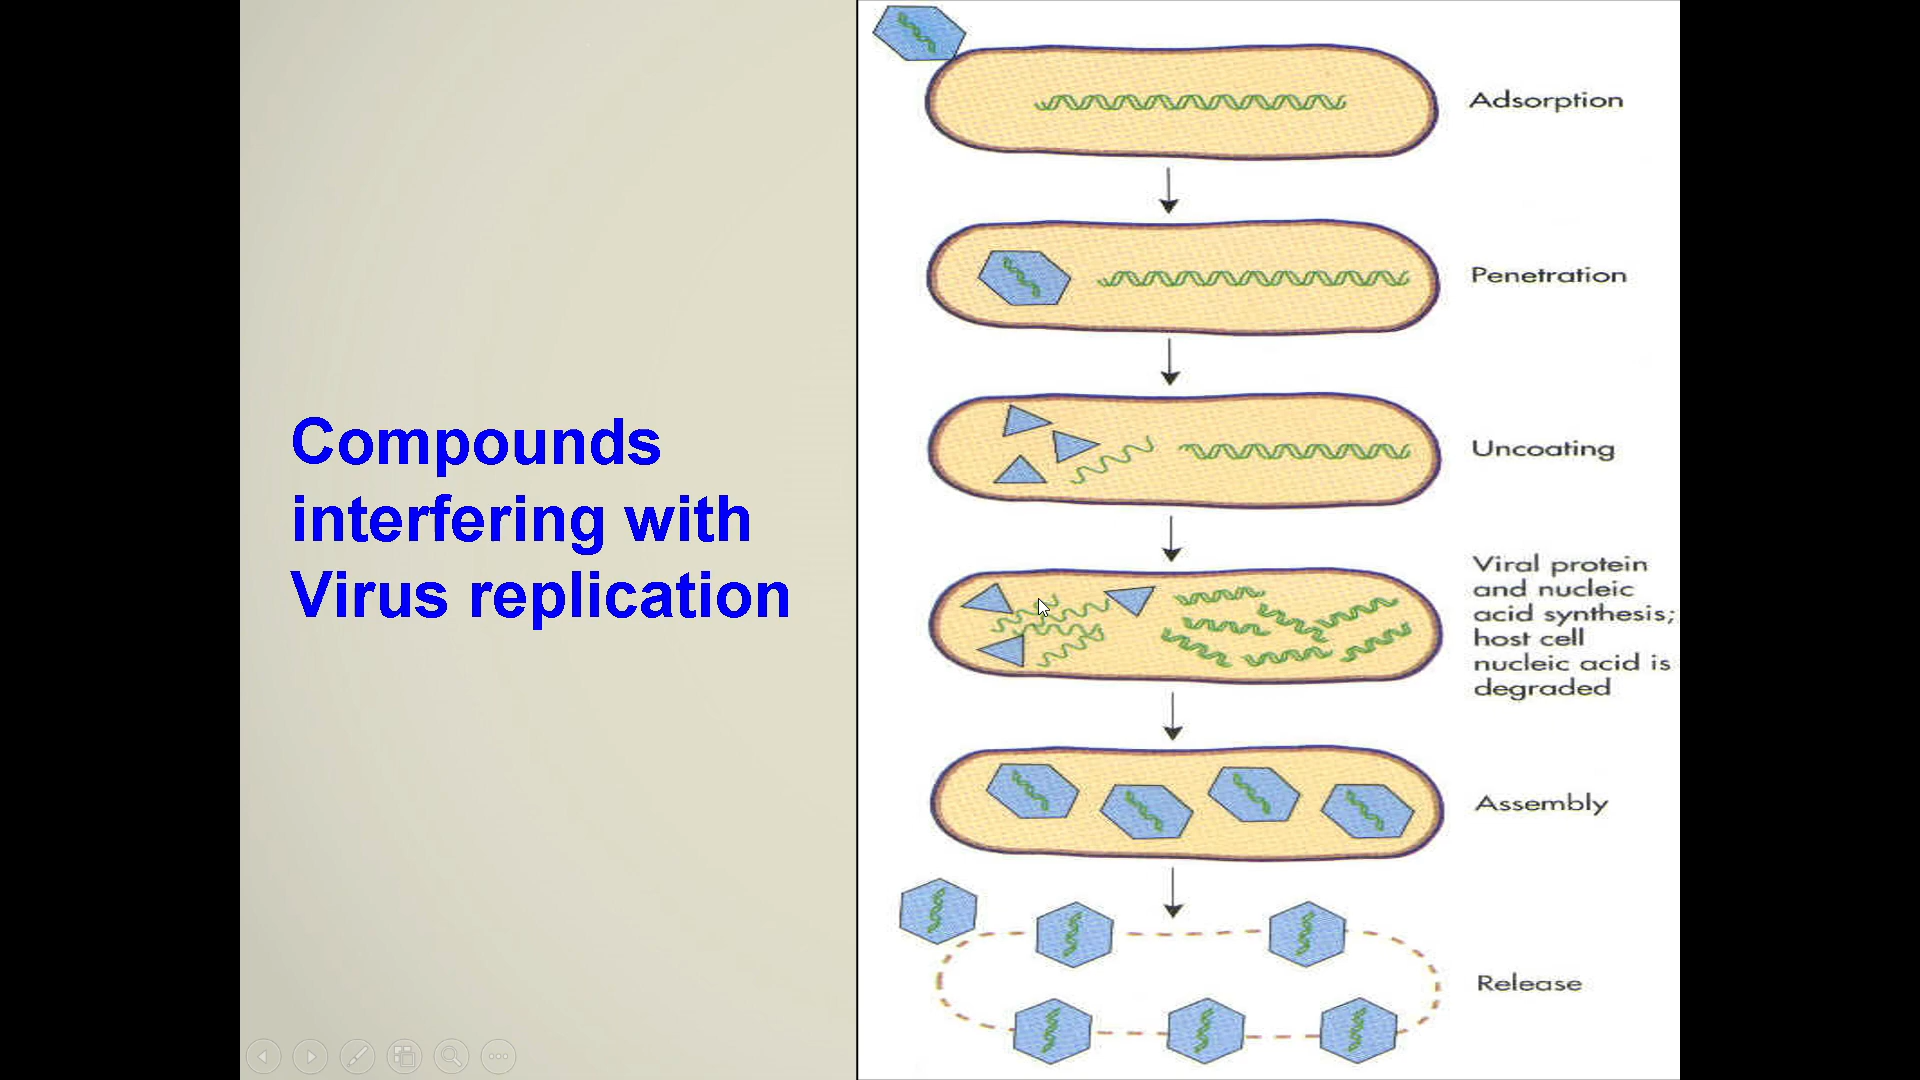 Compounds
interfering with
Virus replication
Adsorption
Penetration
Uncoating
Viral protein
and nucleic
acid synthesis;
host cell
nucleic acid is
degraded
Assembly
Release